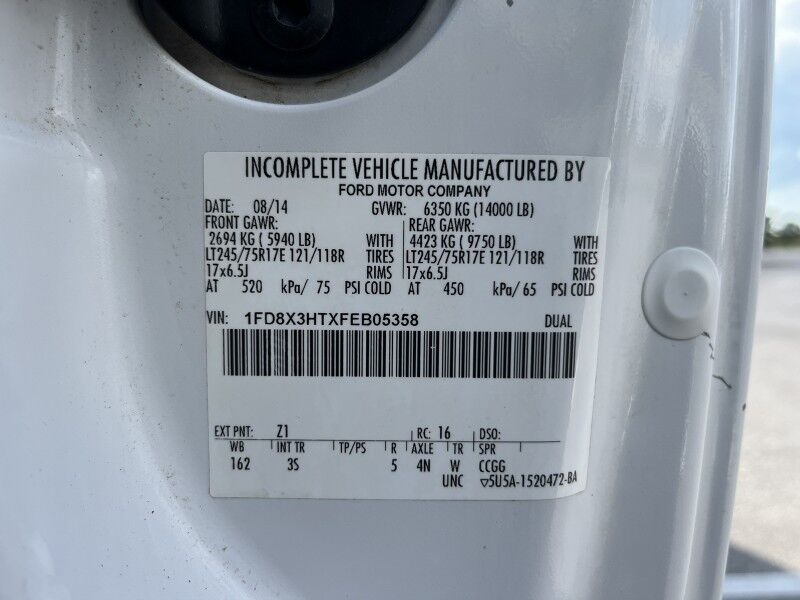 INCOMPLETE VEHICLE MANUFACTURED BY
FORD MOTOR COMPANY
DATE: 08/14 GVWR: 6350 KG (14000 LB)
FRONT GAWR: REAR GAWR:
2694 KG ( 5940 LB) WITH 4423 KG ( 9750 LB) WITH
LT245/75R17E 121/118R TIRES LT245/75R17E 121/118R TIRES
17x6.5J RIMS 17x6.5J RIMS
AT 520 kPa/ 75 PSI COLD AT 450 kPa/ 65 PSI COLD
VIN: 1FD8X3HTXFEB05358 DUAL
EXT PNT: Z1 RC: 16 DSO:
WB INT TR TP/PS R AXLE TR SPR
162 3S 5 4N W CCGG
UNC ▽5U5A-1520472-BA